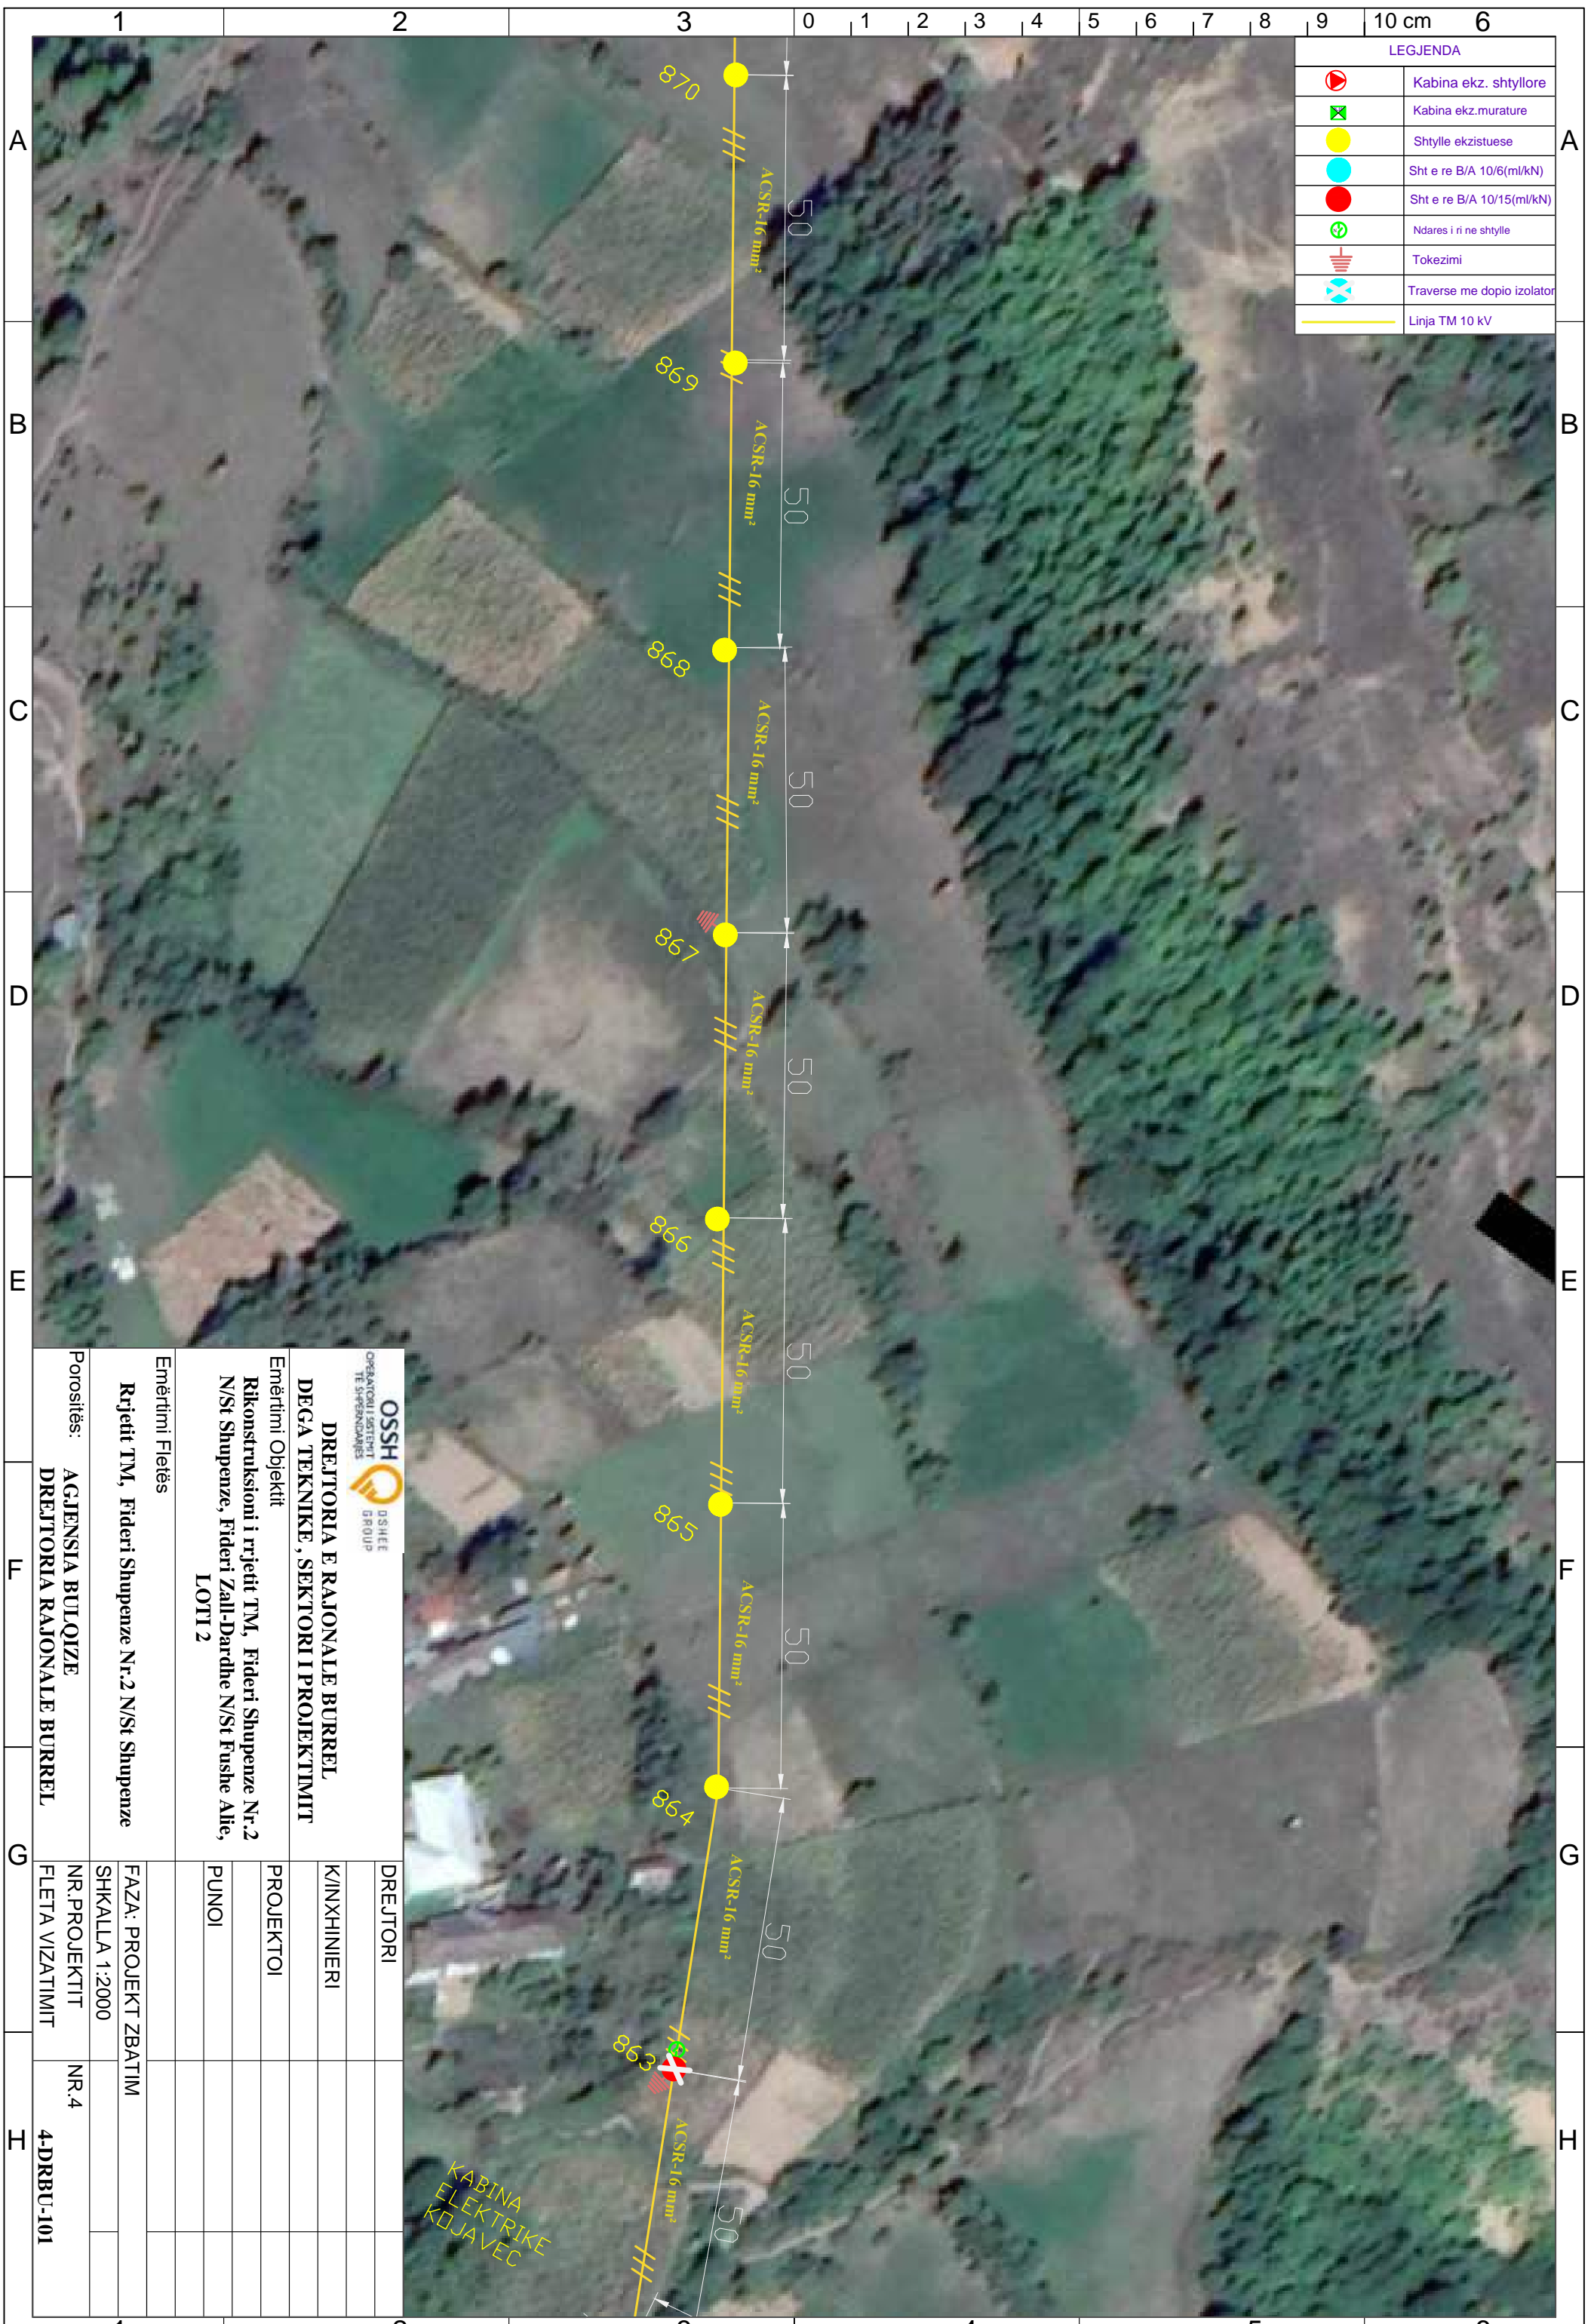 1 2 3 0 1 2 3 4 5 6 7 8 9 10 cm 6
LEGJENDA
Kabina ekz. shtyllore
Kabina ekz.murature
Shtylle ekzistuese
Sht e re B/A 10/6(ml/kN)
Sht e re B/A 10/15(ml/kN)
Ndares i ri ne shtylle
Tokezimi
Traverse me dopio izolator
Linja TM 10 kV
A A
B B
C C
D D
E E
F F
G G
H H
870
ACSR-16 mm²
50
869
ACSR-16 mm²
50
868
ACSR-16 mm²
50
867
ACSR-16 mm²
50
866
ACSR-16 mm²
50
865
ACSR-16 mm²
50
864
ACSR-16 mm²
50
863
ACSR-16 mm²
50
KABINA
ELEKTRIKE
KOJAVEC
OSSH
OPERATORI I SISTEMIT
TË SHPËRNDARJES
OSHEE
GROUP
DREJTORIA E RAJONALE BURREL
DEGA TEKNIKE , SEKTORI I PROJEKTIMIT
Emërtimi Objektit
Rikonstruksioni i rrjetit TM, Fideri Shupenze Nr.2
N/St Shupenze, Fideri Zall-Dardhe N/St Fushe Alie,
LOTI 2
Emërtimi Fletës
Rrjetit TM, Fideri Shupenze Nr.2 N/St Shupenze
Porositës:
AGJENSIA BULQIZE
DREJTORIA RAJONALE BURREL
DREJTORI
K/INXHINIERI
PROJEKTOI
PUNOI
FAZA: PROJEKT ZBATIM
SHKALLA 1:2000
NR.PROJEKTIT NR.4
FLETA VIZATIMIT 4-DRBU-101